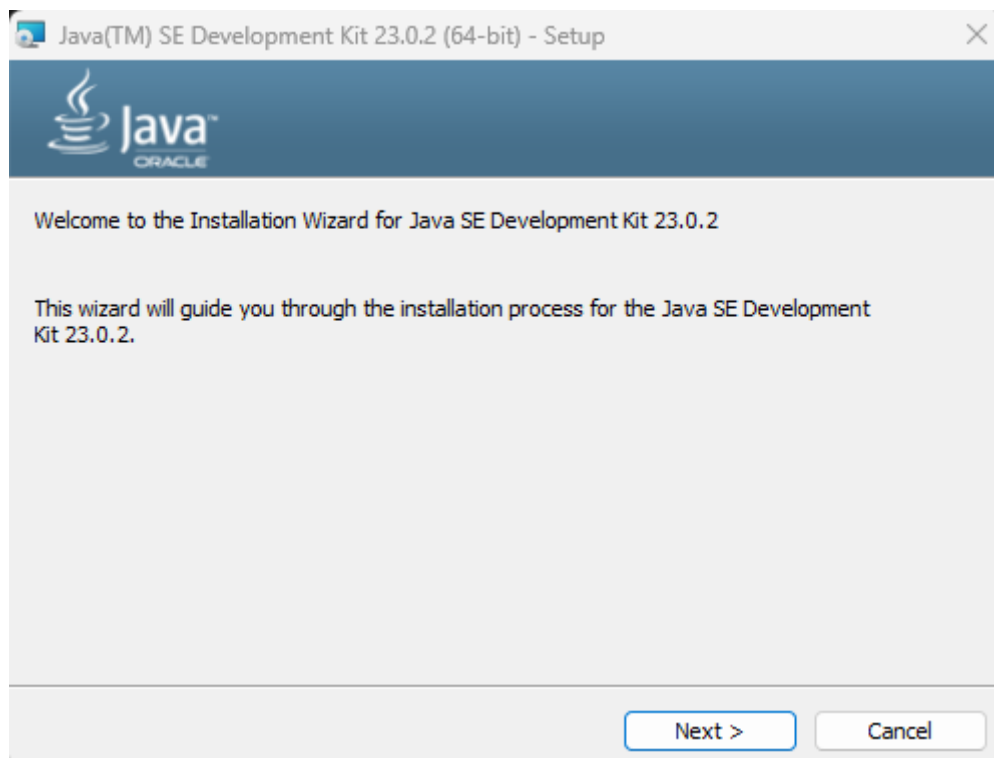 Java(TM) SE Development Kit 23.0.2 (64-bit) - Setup
Java™
ORACLE
Welcome to the Installation Wizard for Java SE Development Kit 23.0.2
This wizard will guide you through the installation process for the Java SE Development
Kit 23.0.2.
Next >
Cancel